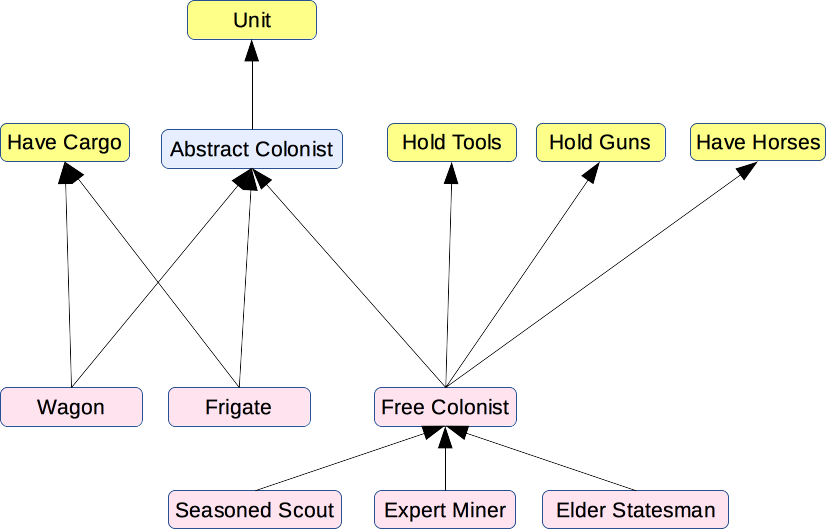 Unit
Have Cargo
Abstract Colonist
Hold Tools
Hold Guns
Have Horses
Wagon
Frigate
Free Colonist
Seasoned Scout
Expert Miner
Elder Statesman